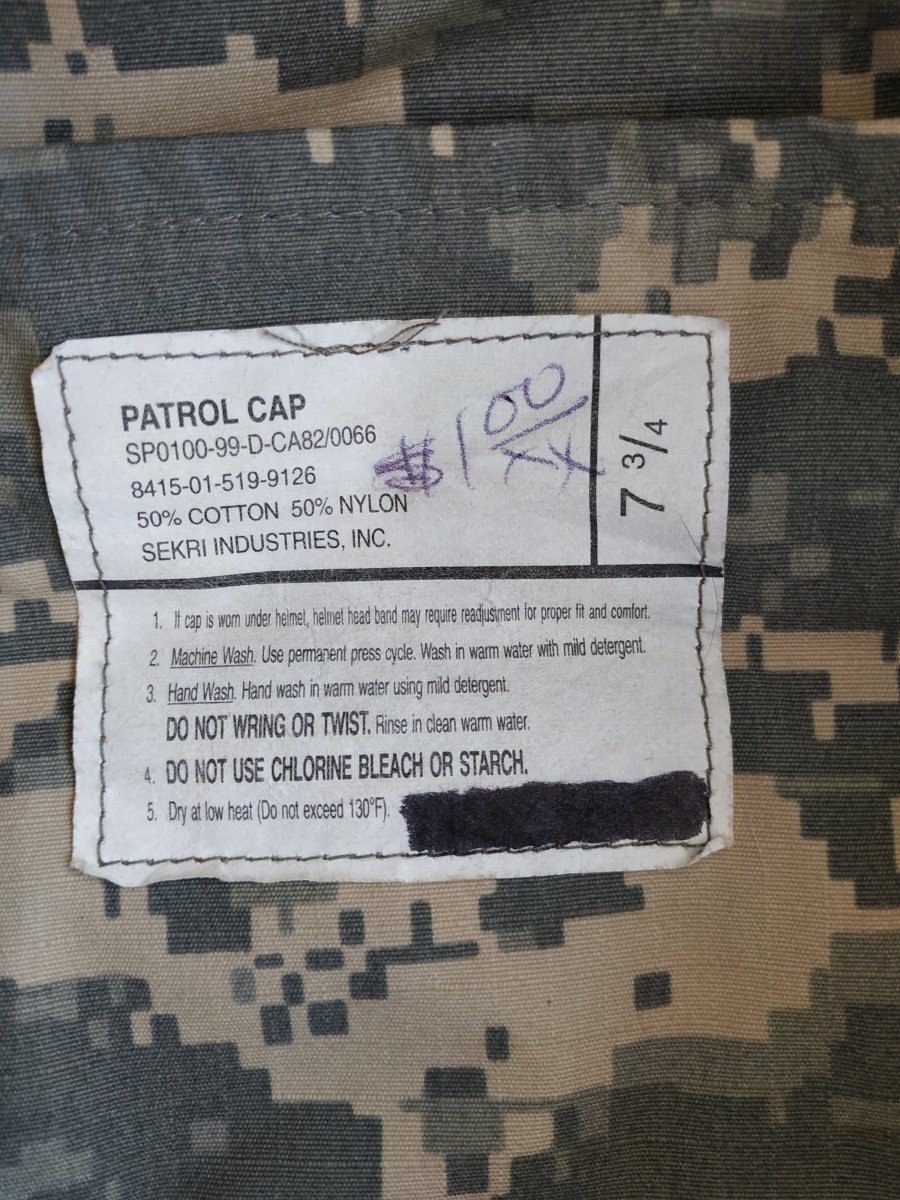 PATROL CAP
SP0100-99-D-CA82/0066
8415-01-519-9126
50% COTTON 50% NYLON
SEKRI INDUSTRIES, INC.
$1 00/XX
7 3/4
1. If cap is worn under helmet, helmet head band may require readjustment for proper fit and comfort.
2. Machine Wash. Use permanent press cycle. Wash in warm water with mild detergent.
3. Hand Wash. Hand wash in warm water using mild detergent.
DO NOT WRING OR TWIST. Rinse in clean warm water.
4. DO NOT USE CHLORINE BLEACH OR STARCH.
5. Dry at low heat (Do not exceed 130°F).